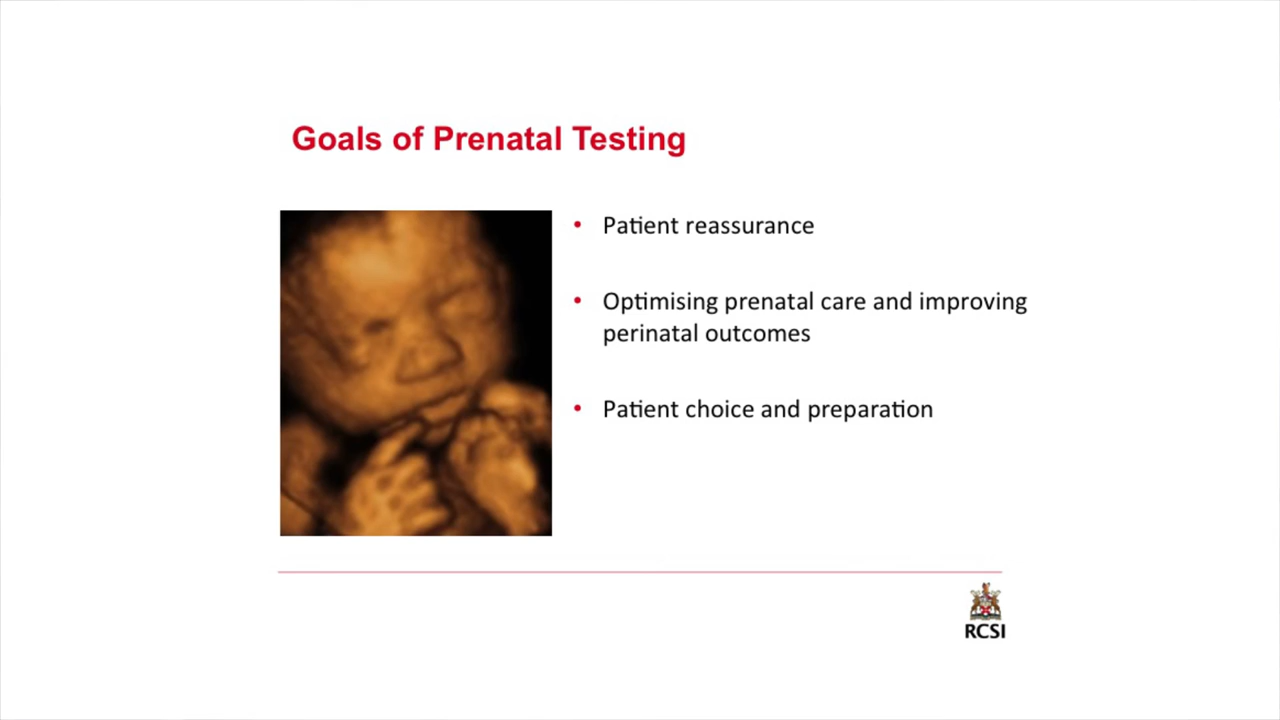 Goals of Prenatal Testing
• Patient reassurance
• Optimising prenatal care and improving
perinatal outcomes
• Patient choice and preparation
RCSI